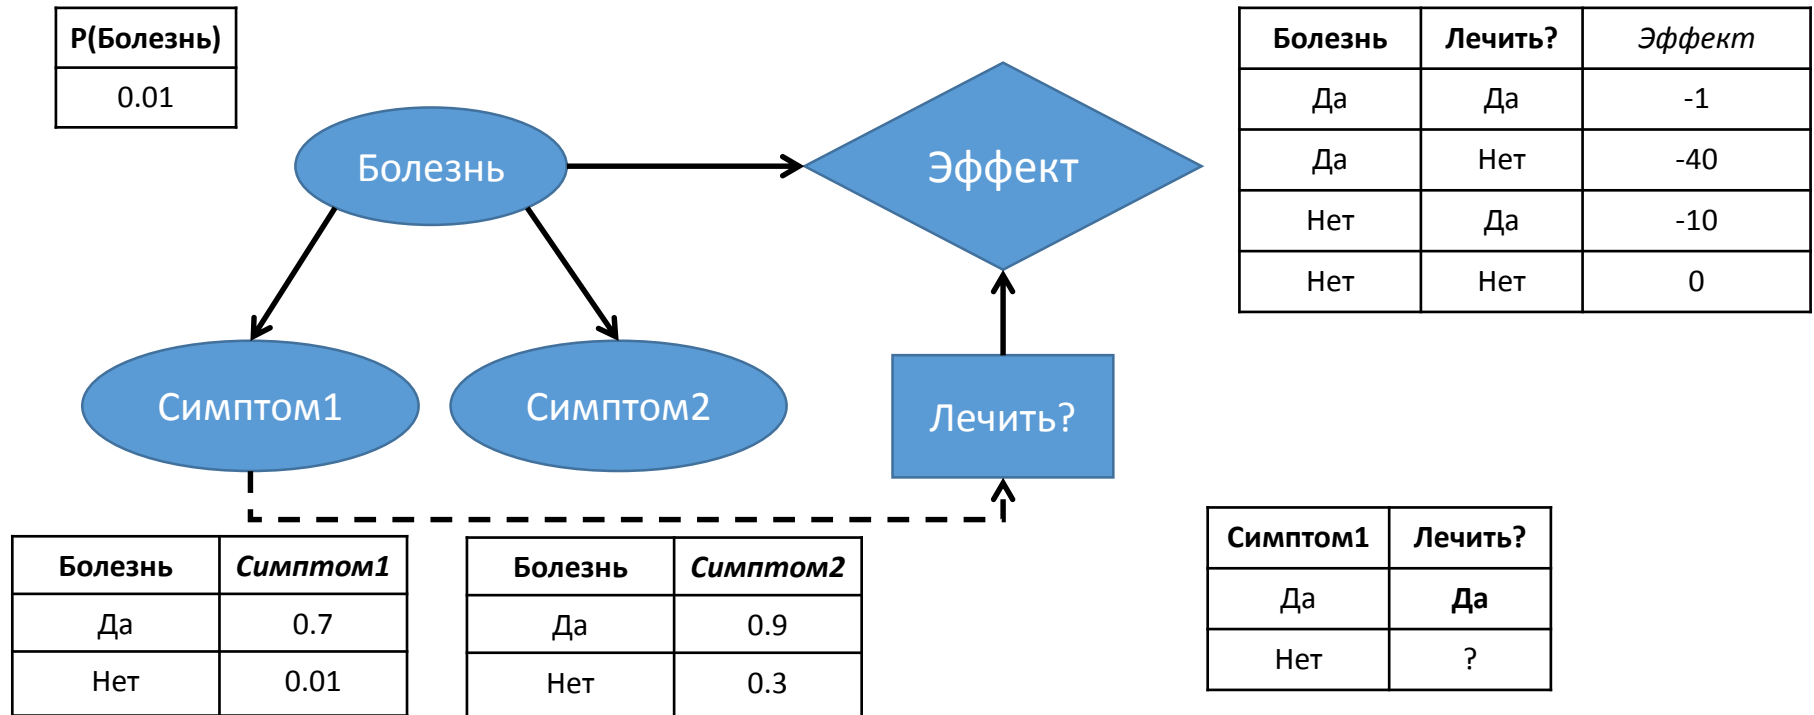 P(Болезнь)
0.01
Болезнь
Эффект
Симптом1
Симптом2
Лечить?
Болезнь Лечить? Эффект
Да Да -1
Да Нет -40
Нет Да -10
Нет Нет 0
Болезнь Симптом1
Да 0.7
Нет 0.01
Болезнь Симптом2
Да 0.9
Нет 0.3
Симптом1 Лечить?
Да Да
Нет ?